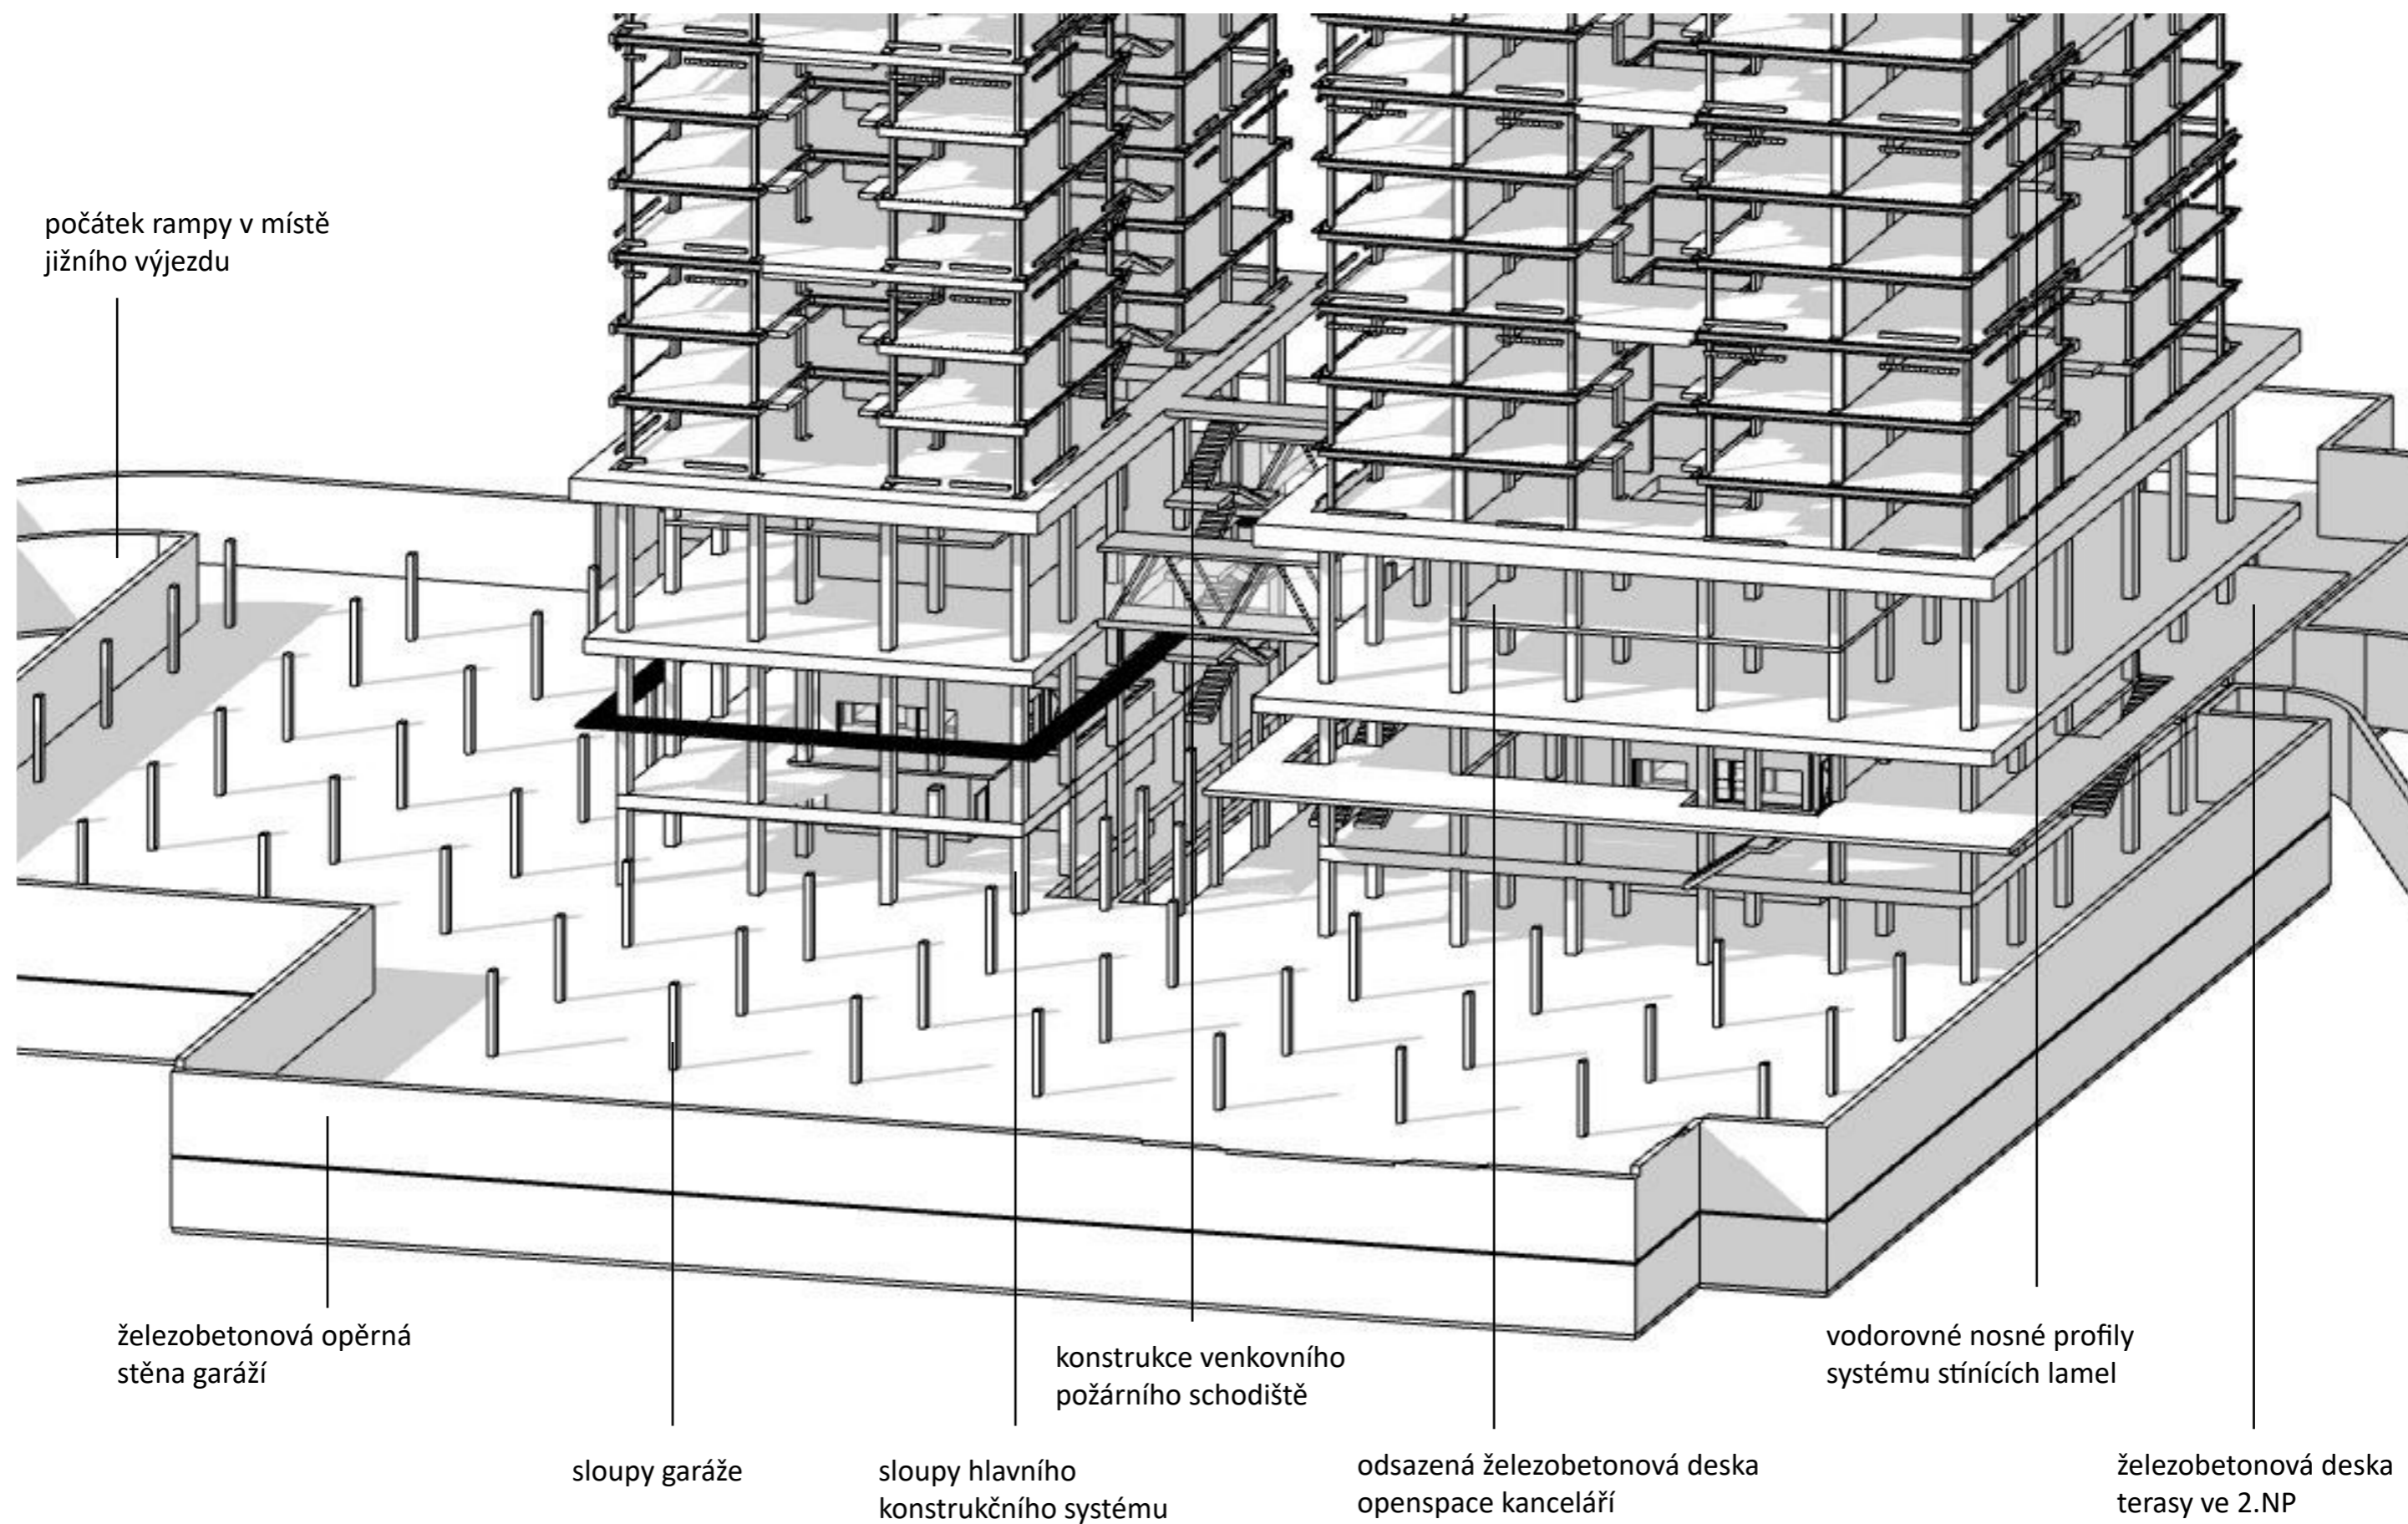 počátek rampy v místě
jižního výjezdu
železobetonová opěrná
stěna garáží
sloupy garáže
sloupy hlavního
konstrukčního systému
konstrukce venkovního
požárního schodiště
odsazená železobetonová deska
openspace kanceláří
vodorovné nosné profily
systému stínících lamel
železobetonová deska
terasy ve 2.NP